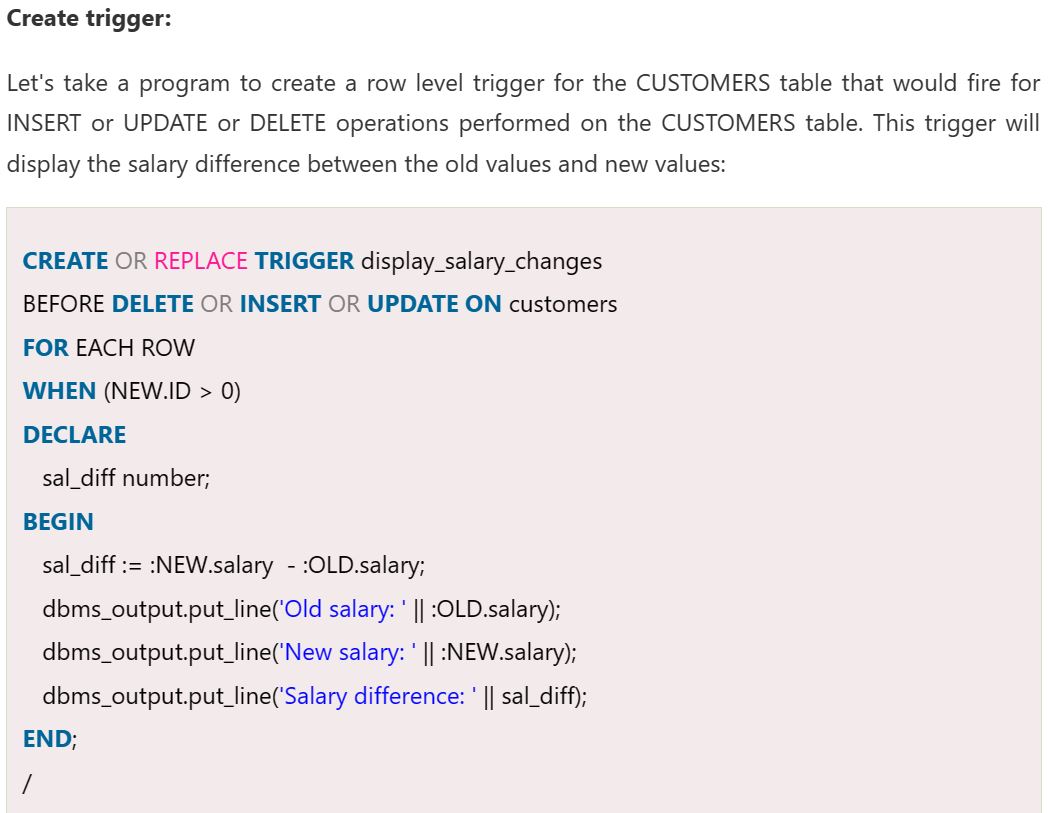 Create trigger:
Let's take a program to create a row level trigger for the CUSTOMERS table that would fire for
INSERT or UPDATE or DELETE operations performed on the CUSTOMERS table. This trigger will
display the salary difference between the old values and new values:
CREATE OR REPLACE TRIGGER display_salary_changes
BEFORE DELETE OR INSERT OR UPDATE ON customers
FOR EACH ROW
WHEN (NEW.ID > 0)
DECLARE
   sal_diff number;
BEGIN
   sal_diff := :NEW.salary  - :OLD.salary;
   dbms_output.put_line('Old salary: ' || :OLD.salary);
   dbms_output.put_line('New salary: ' || :NEW.salary);
   dbms_output.put_line('Salary difference: ' || sal_diff);
END;
/